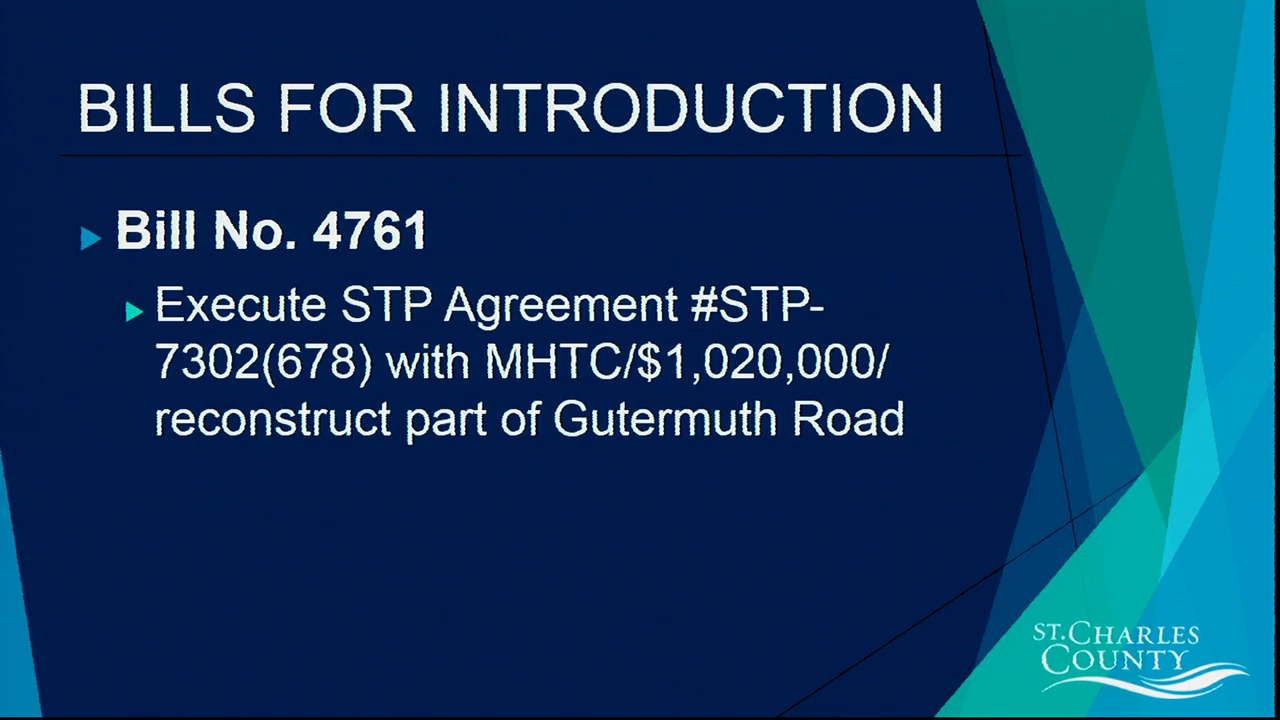 BILLS FOR INTRODUCTION
Bill No. 4761
Execute STP Agreement #STP-
7302(678) with MHTC/$1,020,000/
reconstruct part of Gutermuth Road
ST. CHARLES
COUNTY